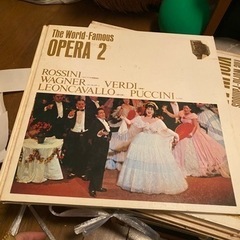 The World-Famous
OPERA 2
ROSSINI
WAGNER VERDI
LEONCAVALLO PUCCINI